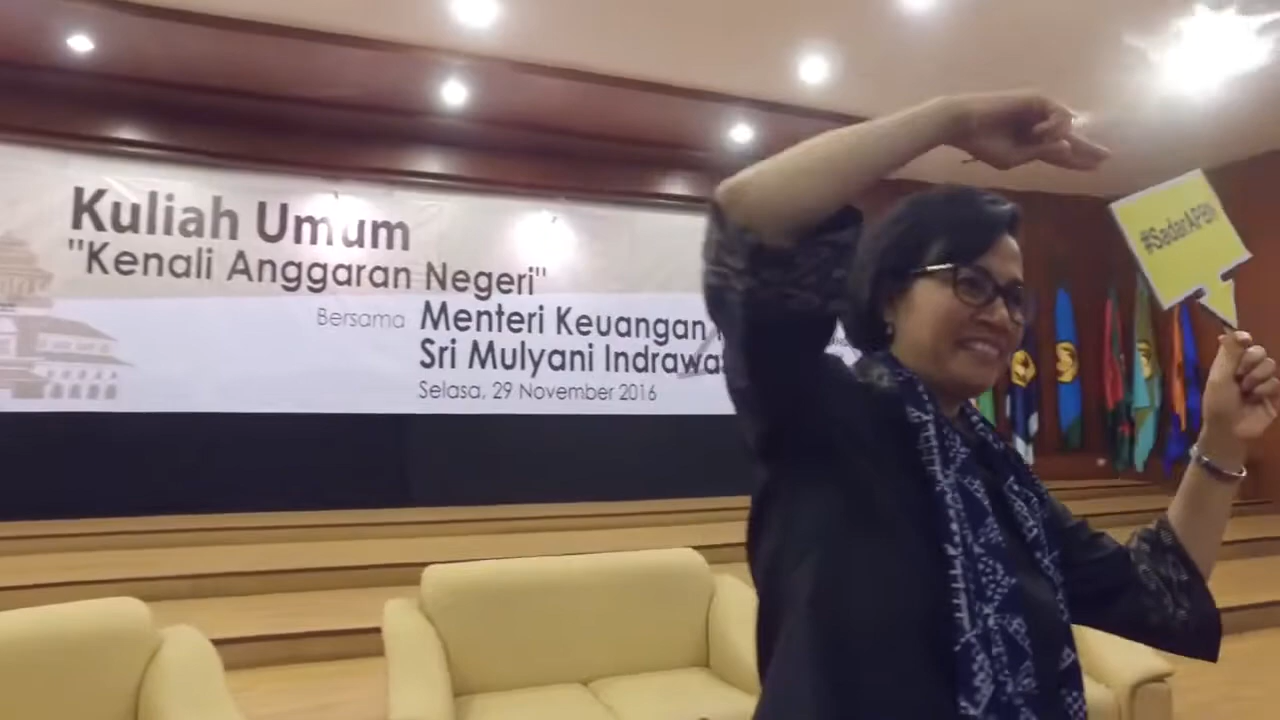 Kuliah Umum
"Kenali Anggaran Negeri"
Bersama Menteri Keuangan
Sri Mulyani Indrawa
Selasa, 29 November 2016
#SadarAPBN